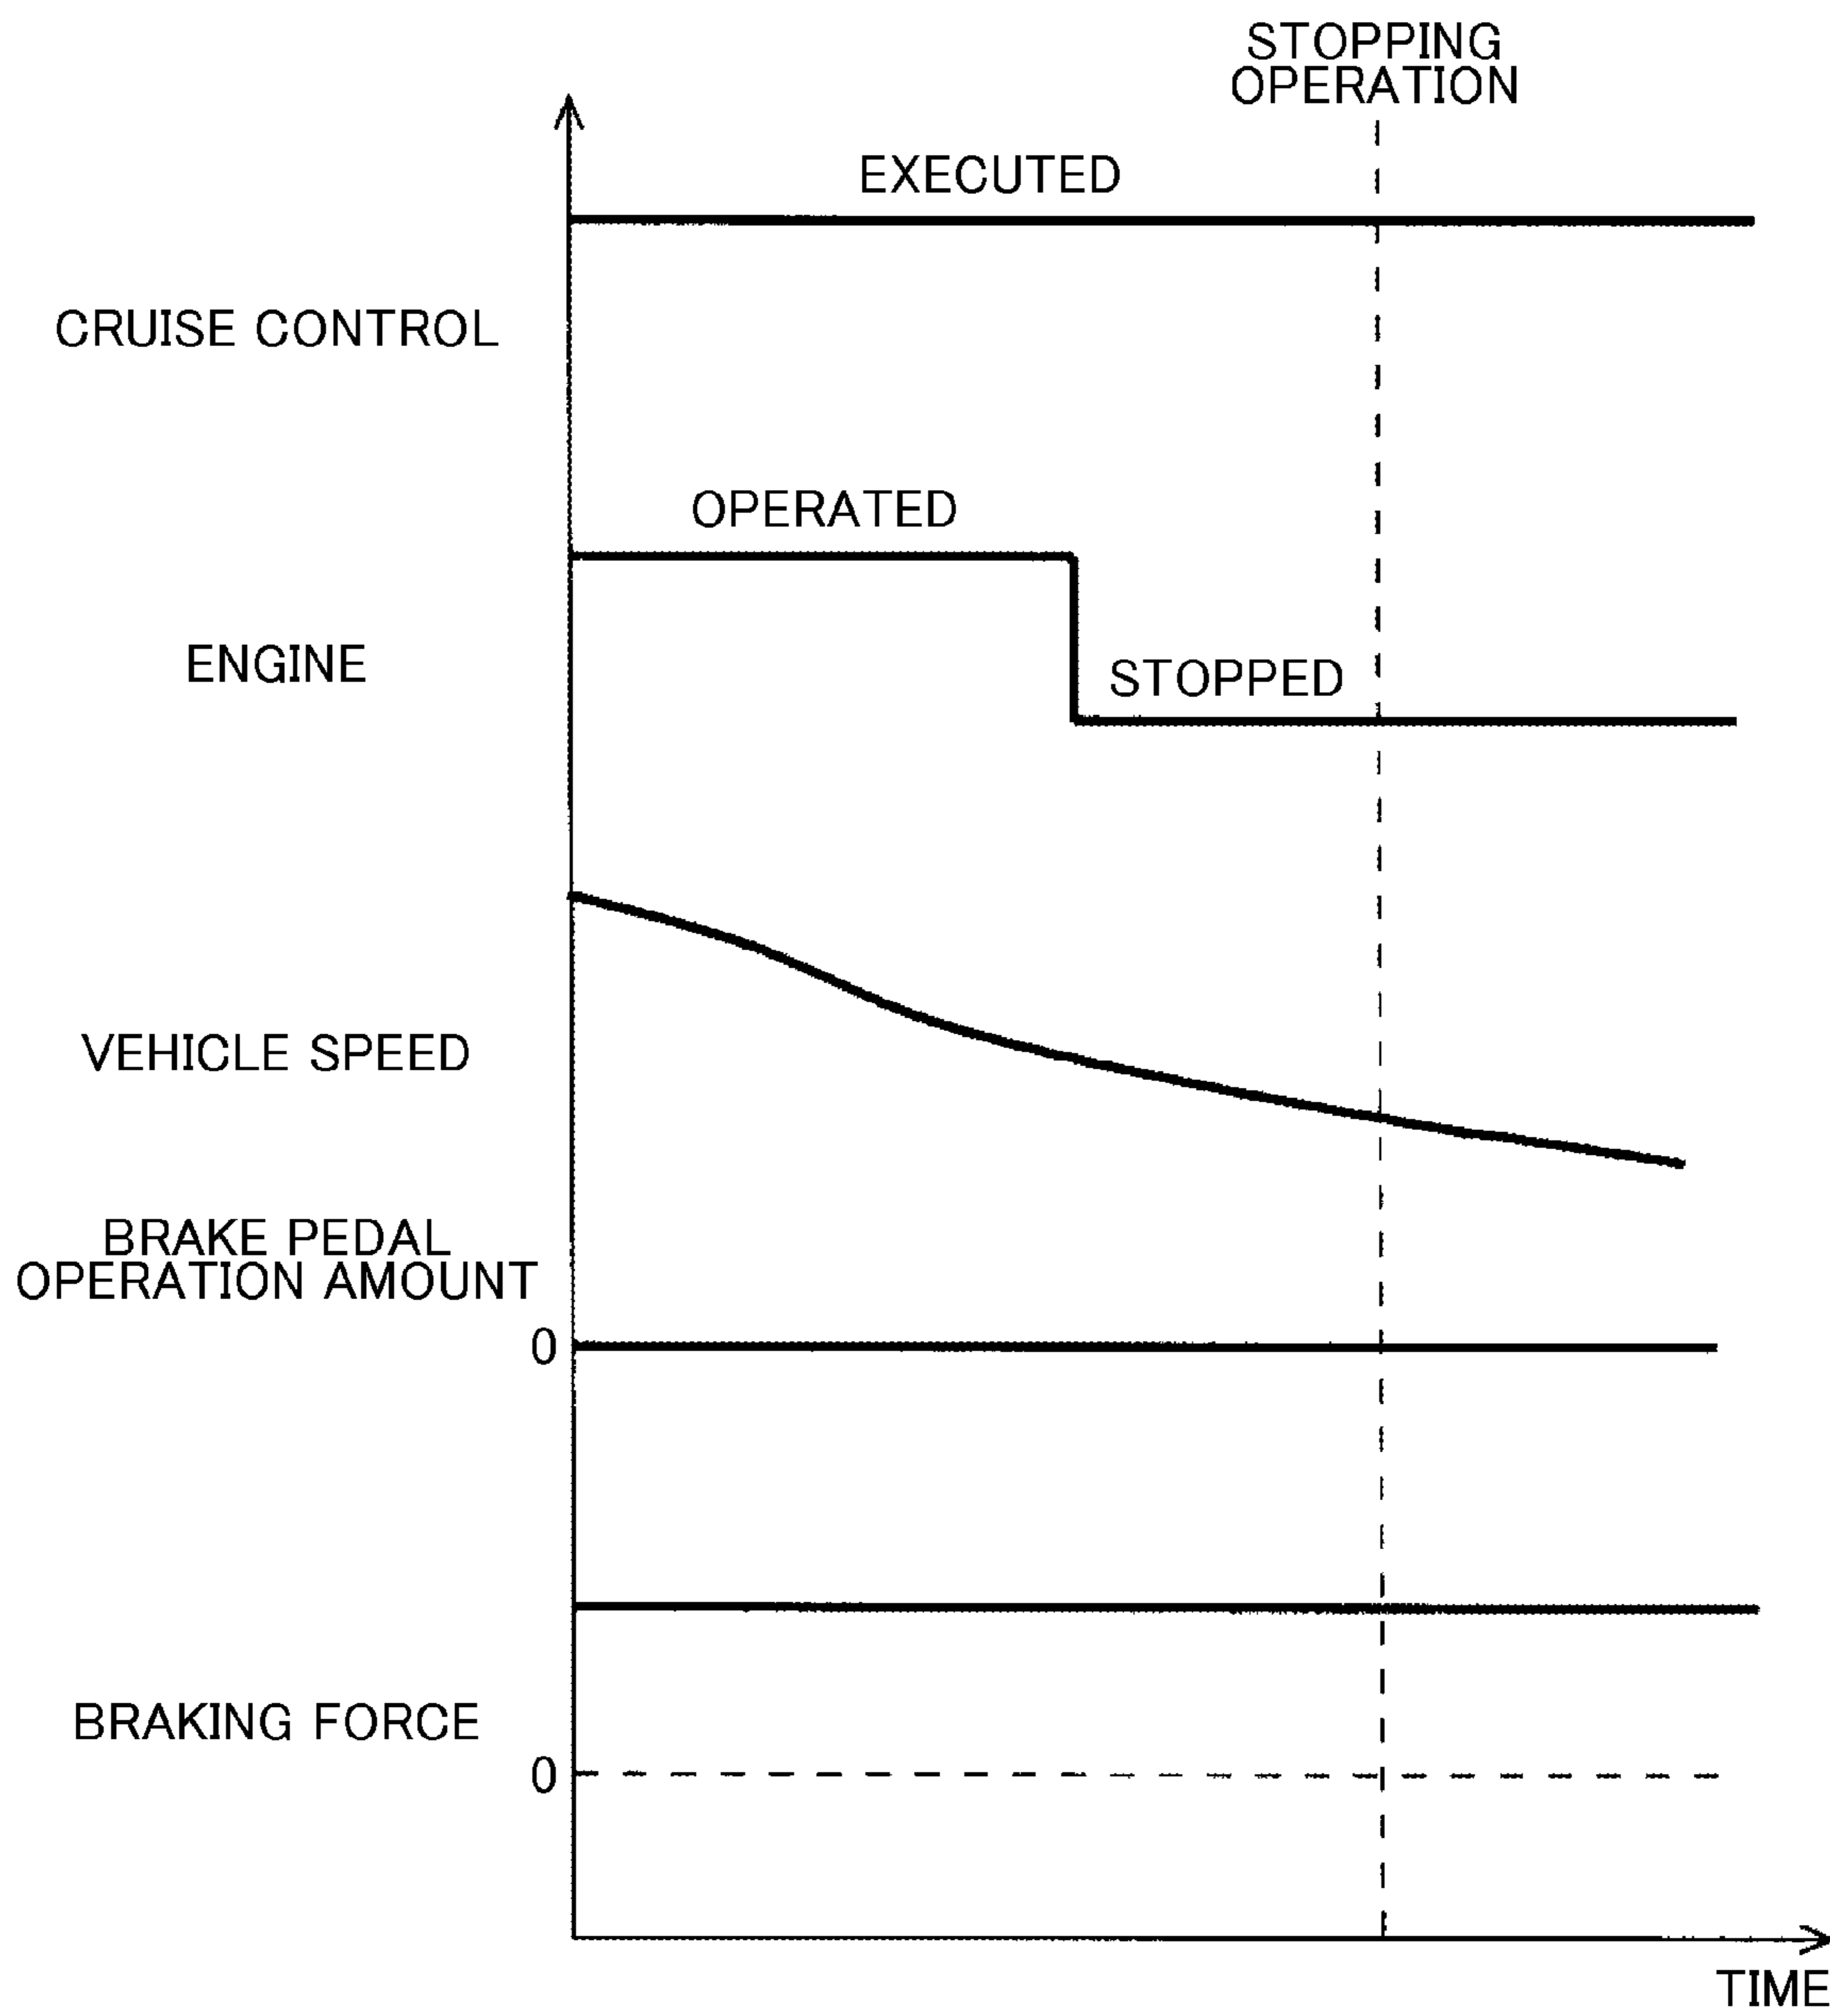 STOPPING
OPERATION
EXECUTED
CRUISE CONTROL
OPERATED
ENGINE
STOPPED
VEHICLE SPEED
BRAKE PEDAL
OPERATION AMOUNT
0
BRAKING FORCE
0
TIME